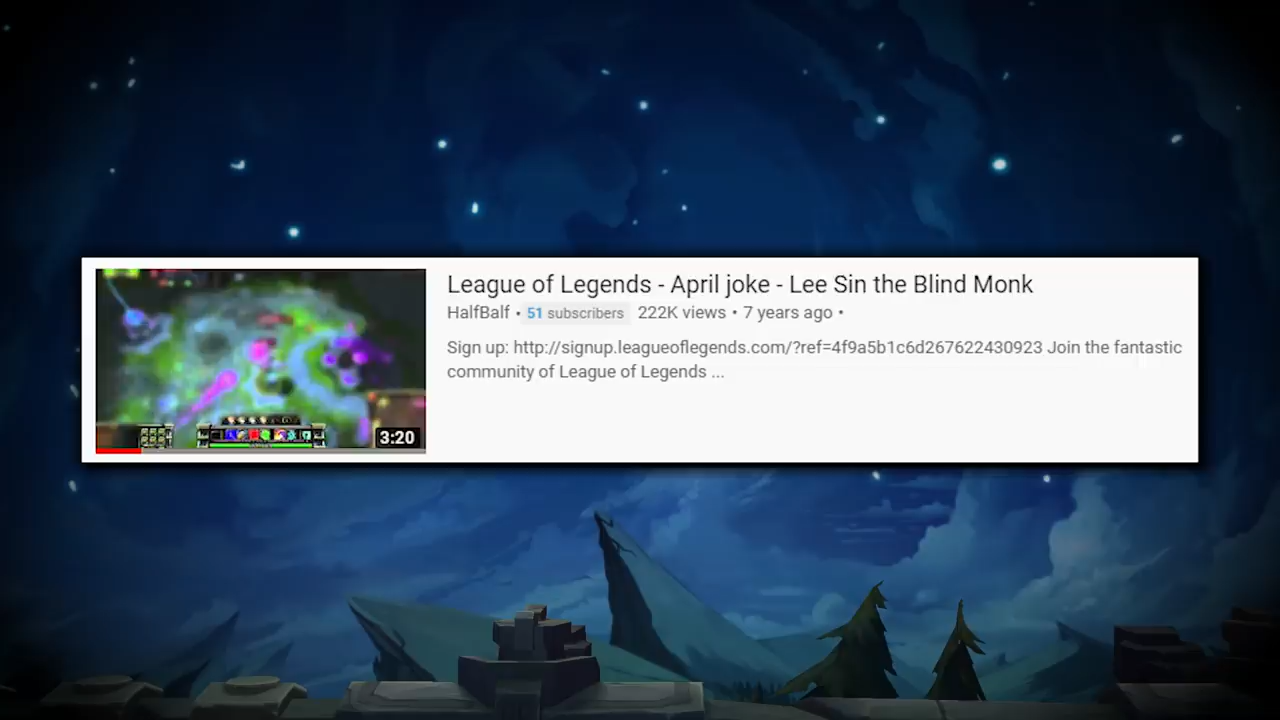 League of Legends - April joke - Lee Sin the Blind Monk
HalfBalf • 51 subscribers 222K views • 7 years ago •
Sign up: http://signup.leagueoflegends.com/?ref=4f9a5b1c6d267622430923 Join the fantastic
community of League of Legends ...
3:20